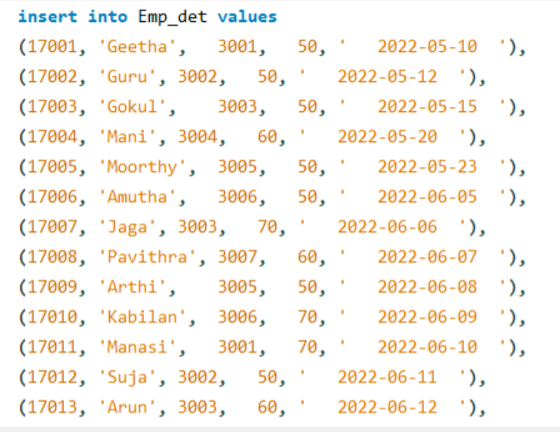 insert into Emp_det values
(17001, 'Geetha',   3001,   50, '   2022-05-10  '),
(17002, 'Guru', 3002,   50, '   2022-05-12  '),
(17003, 'Gokul',    3003,   50, '   2022-05-15  '),
(17004, 'Mani', 3004,   60, '   2022-05-20  '),
(17005, 'Moorthy',  3005,   50, '   2022-05-23  '),
(17006, 'Amutha',   3006,   50, '   2022-06-05  '),
(17007, 'Jaga', 3003,   70, '   2022-06-06  '),
(17008, 'Pavithra', 3007,   60, '   2022-06-07  '),
(17009, 'Arthi',    3005,   50, '   2022-06-08  '),
(17010, 'Kabilan',  3006,   70, '   2022-06-09  '),
(17011, 'Manasi',   3001,   70, '   2022-06-10  '),
(17012, 'Suja', 3002,   50, '   2022-06-11  '),
(17013, 'Arun', 3003,   60, '   2022-06-12  '),